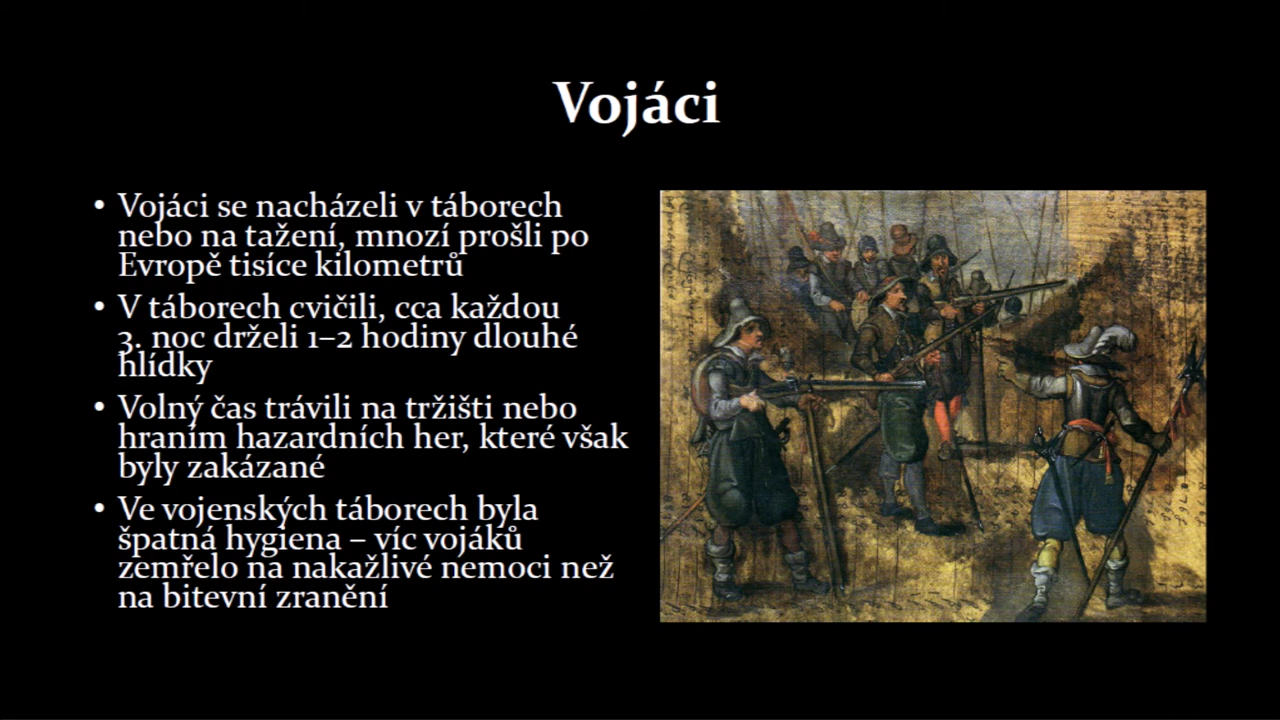 Vojáci
• Vojáci se nacházeli v táborech
nebo na tažení, mnozí prošli po
Evropě tisíce kilometrů
• V táborech cvičili, cca každou
3. noc drželi 1–2 hodiny dlouhé
hlídky
• Volný čas trávili na tržišti nebo
hraním hazardních her, které však
byly zakázané
• Ve vojenských táborech byla
špatná hygiena – víc vojáků
zemřelo na nakažlivé nemoci než
na bitevní zranění